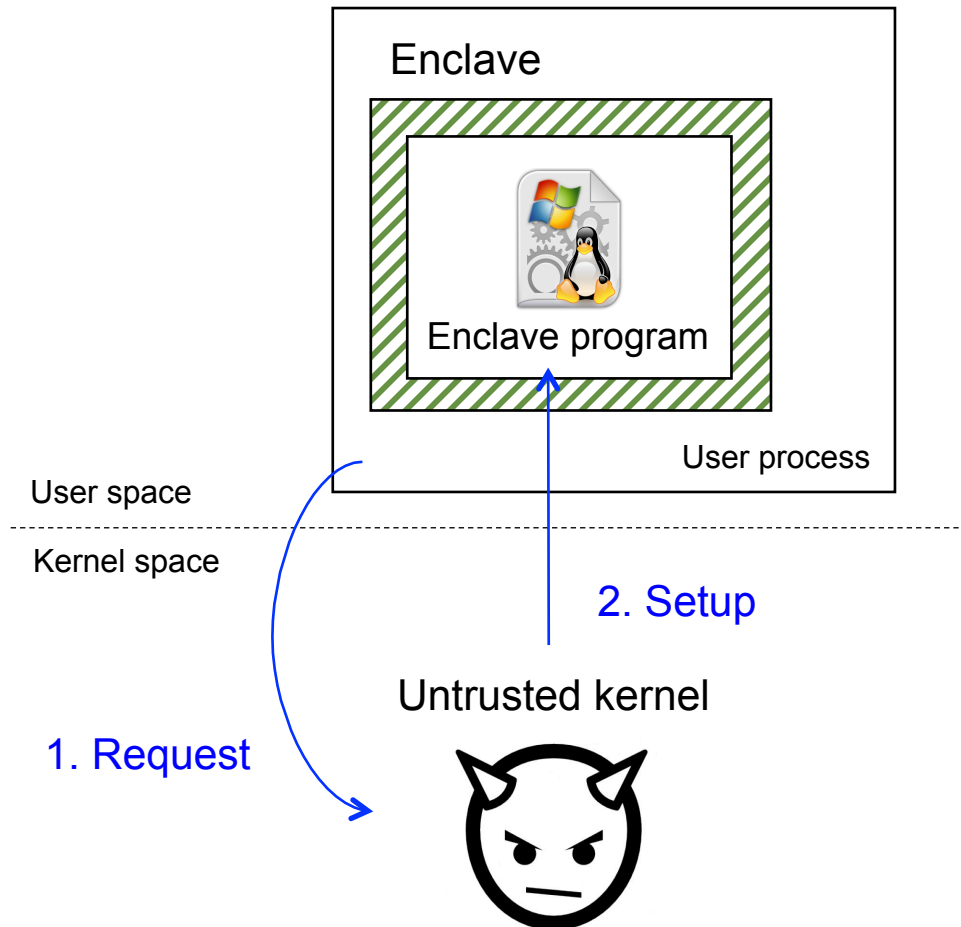 Enclave
Enclave program
User process
User space
Kernel space
2. Setup
Untrusted kernel
1. Request